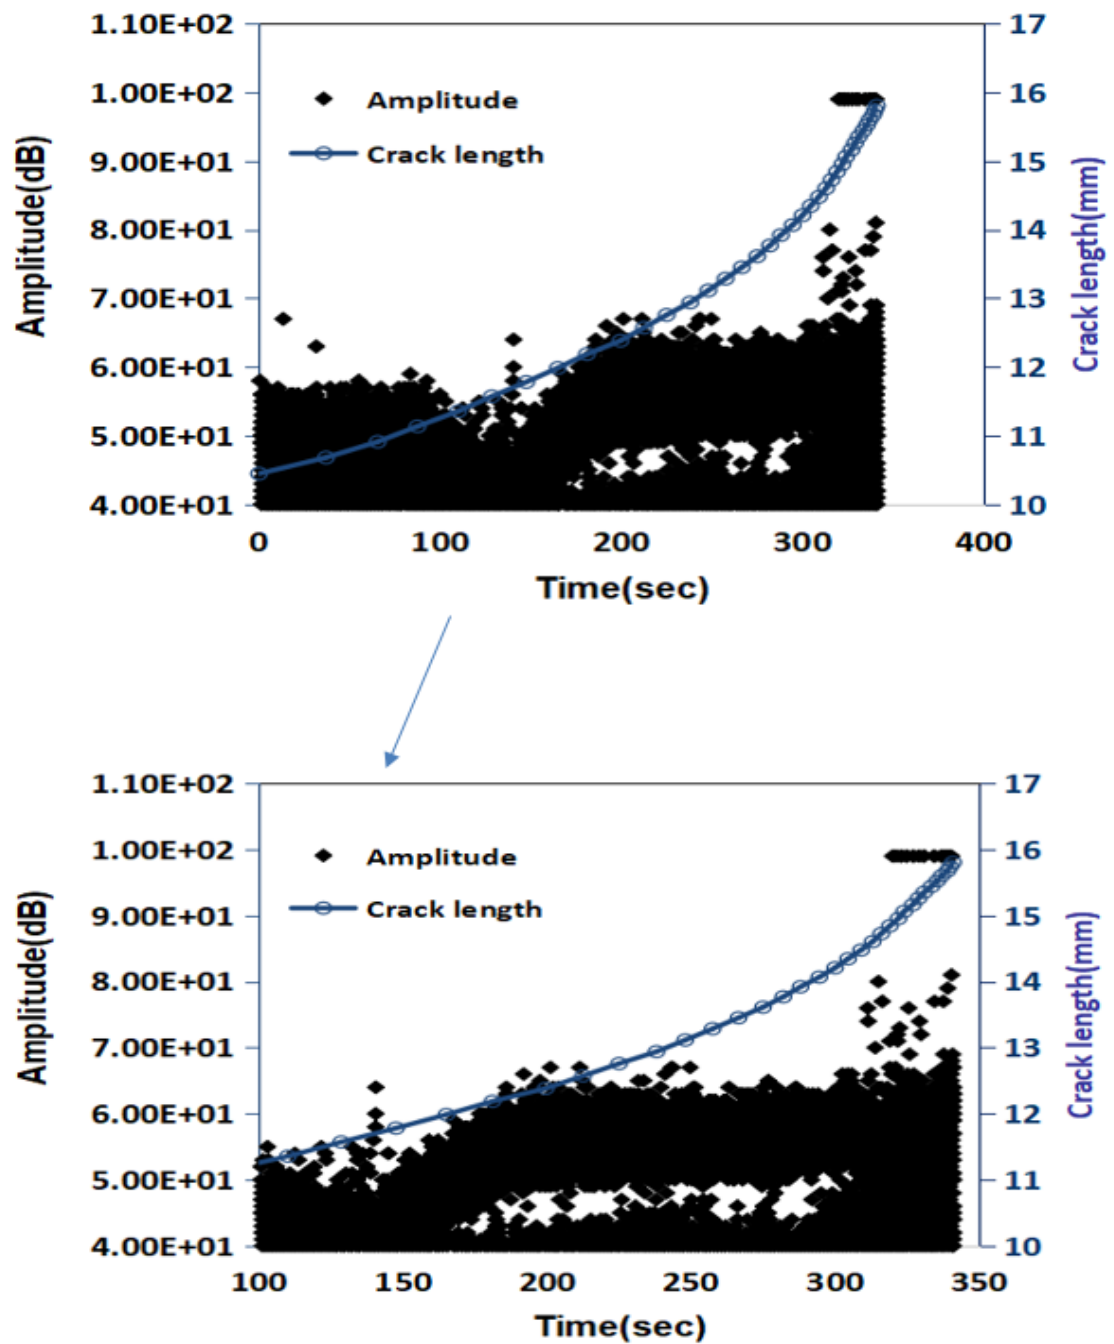 1.10E+02
1.00E+02
9.00E+01
8.00E+01
7.00E+01
6.00E+01
5.00E+01
4.00E+01
Amplitude(dB)
Amplitude
Crack length
17
16
15
14
13
12
11
10
Crack length(mm)
0 100 200 300 400
Time(sec)
1.10E+02
1.00E+02
9.00E+01
8.00E+01
7.00E+01
6.00E+01
5.00E+01
4.00E+01
Amplitude(dB)
Amplitude
Crack length
17
16
15
14
13
12
11
10
Crack length(mm)
100 150 200 250 300 350
Time(sec)